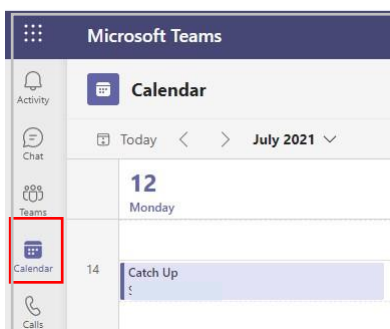 Microsoft Teams
Activity
Calendar
Chat
Today
July 2021
Teams
12
Monday
Calendar
14
Catch Up
Calls